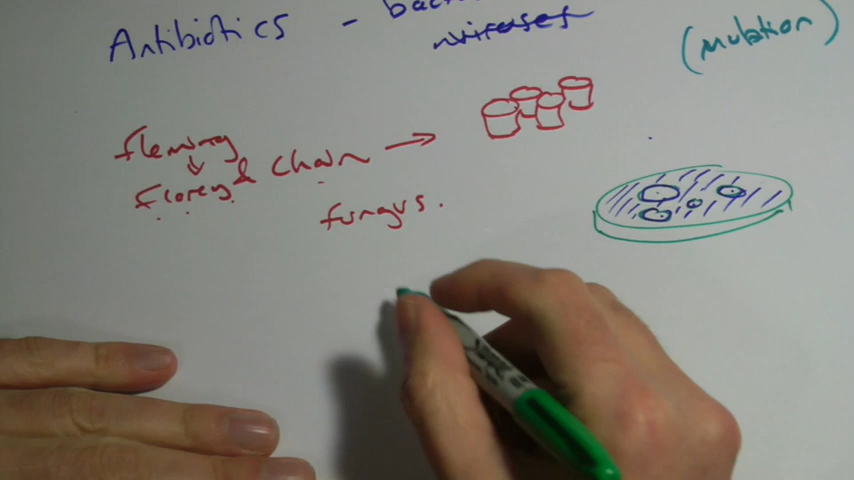 Antibiotics - bact
viruses
(mutation)
fleming
florey & chain →
fungus.